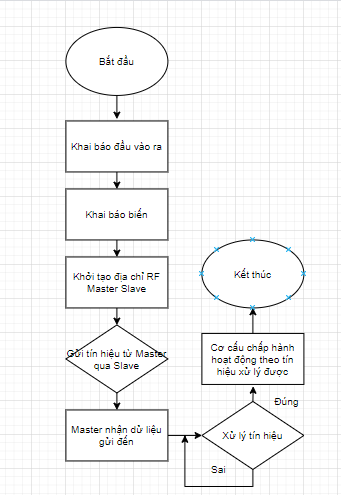 Bất đầu
Khai báo đầu vào ra
Khai báo biến
Khởi tạo địa chỉ RF
Master Slave
Gửi tín hiệu từ Master
qua Slave
Master nhận dữ liệu
gửi đến
Xử lý tín hiệu
Sai
Đúng
Cơ cấu chấp hành
hoạt động theo tín
hiệu xử lý được
Kết thúc